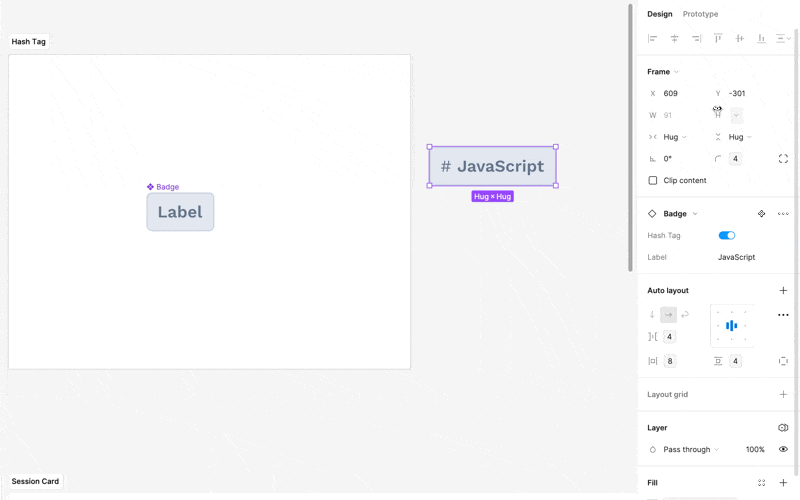 Hash Tag
Badge
Label
# JavaScript
Hug × Hug
Session Card
Design Prototype
Frame
X 609 Y -301
W 91 H
Hug Hug
0° 4
Clip content
Badge
Hash Tag
Label JavaScript
Auto layout
4
8 4
Layout grid
Layer
Pass through 100%
Fill